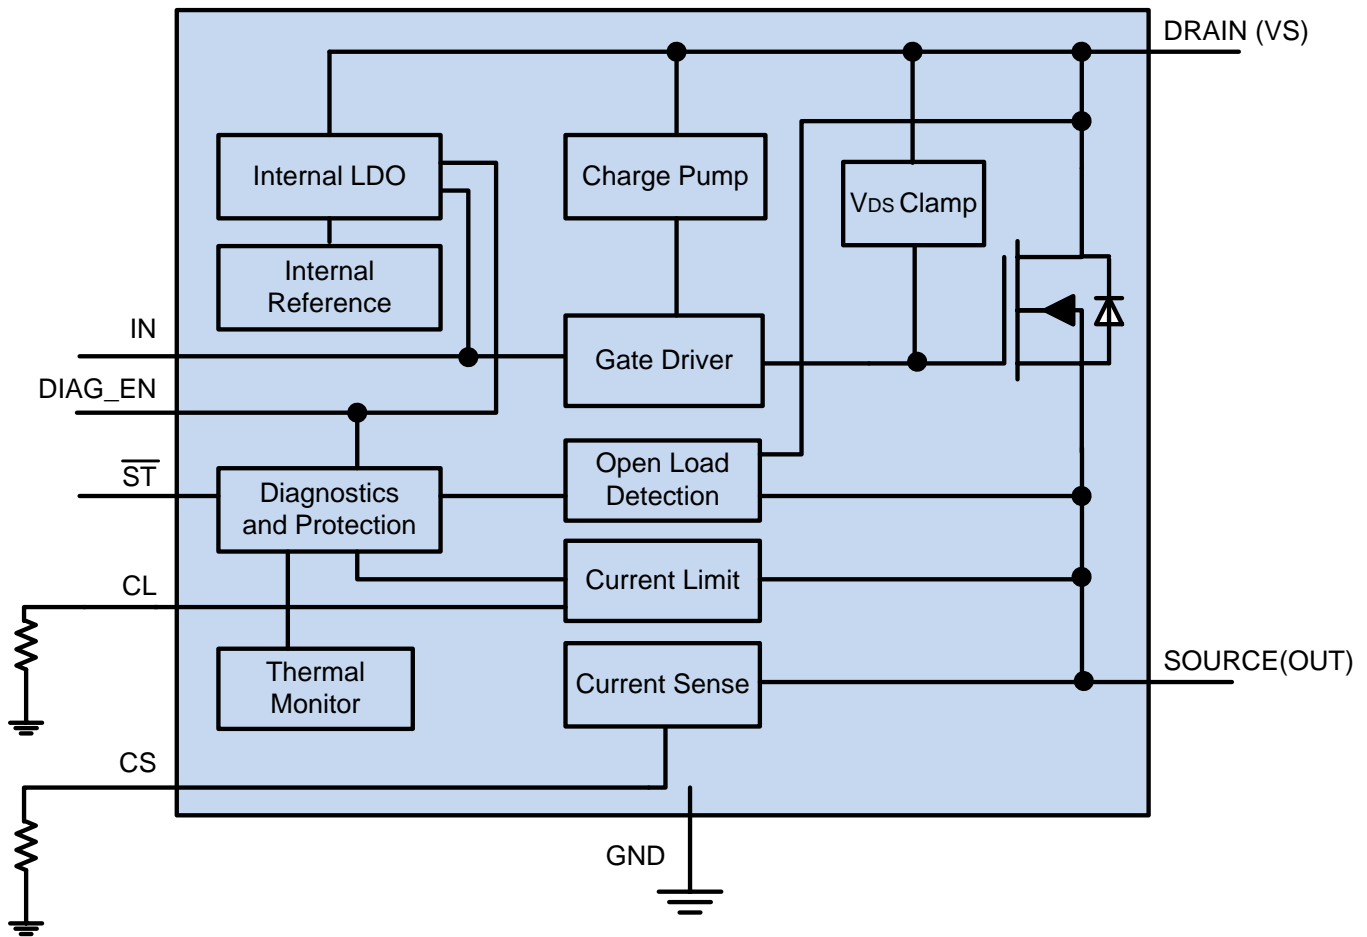 DRAIN (VS)
Internal LDO
Charge Pump
VDS Clamp
Internal
Reference
IN
Gate Driver
DIAG_EN
S̅T̅
Diagnostics
and Protection
Open Load
Detection
CL
Current Limit
Thermal
Monitor
Current Sense
SOURCE(OUT)
CS
GND